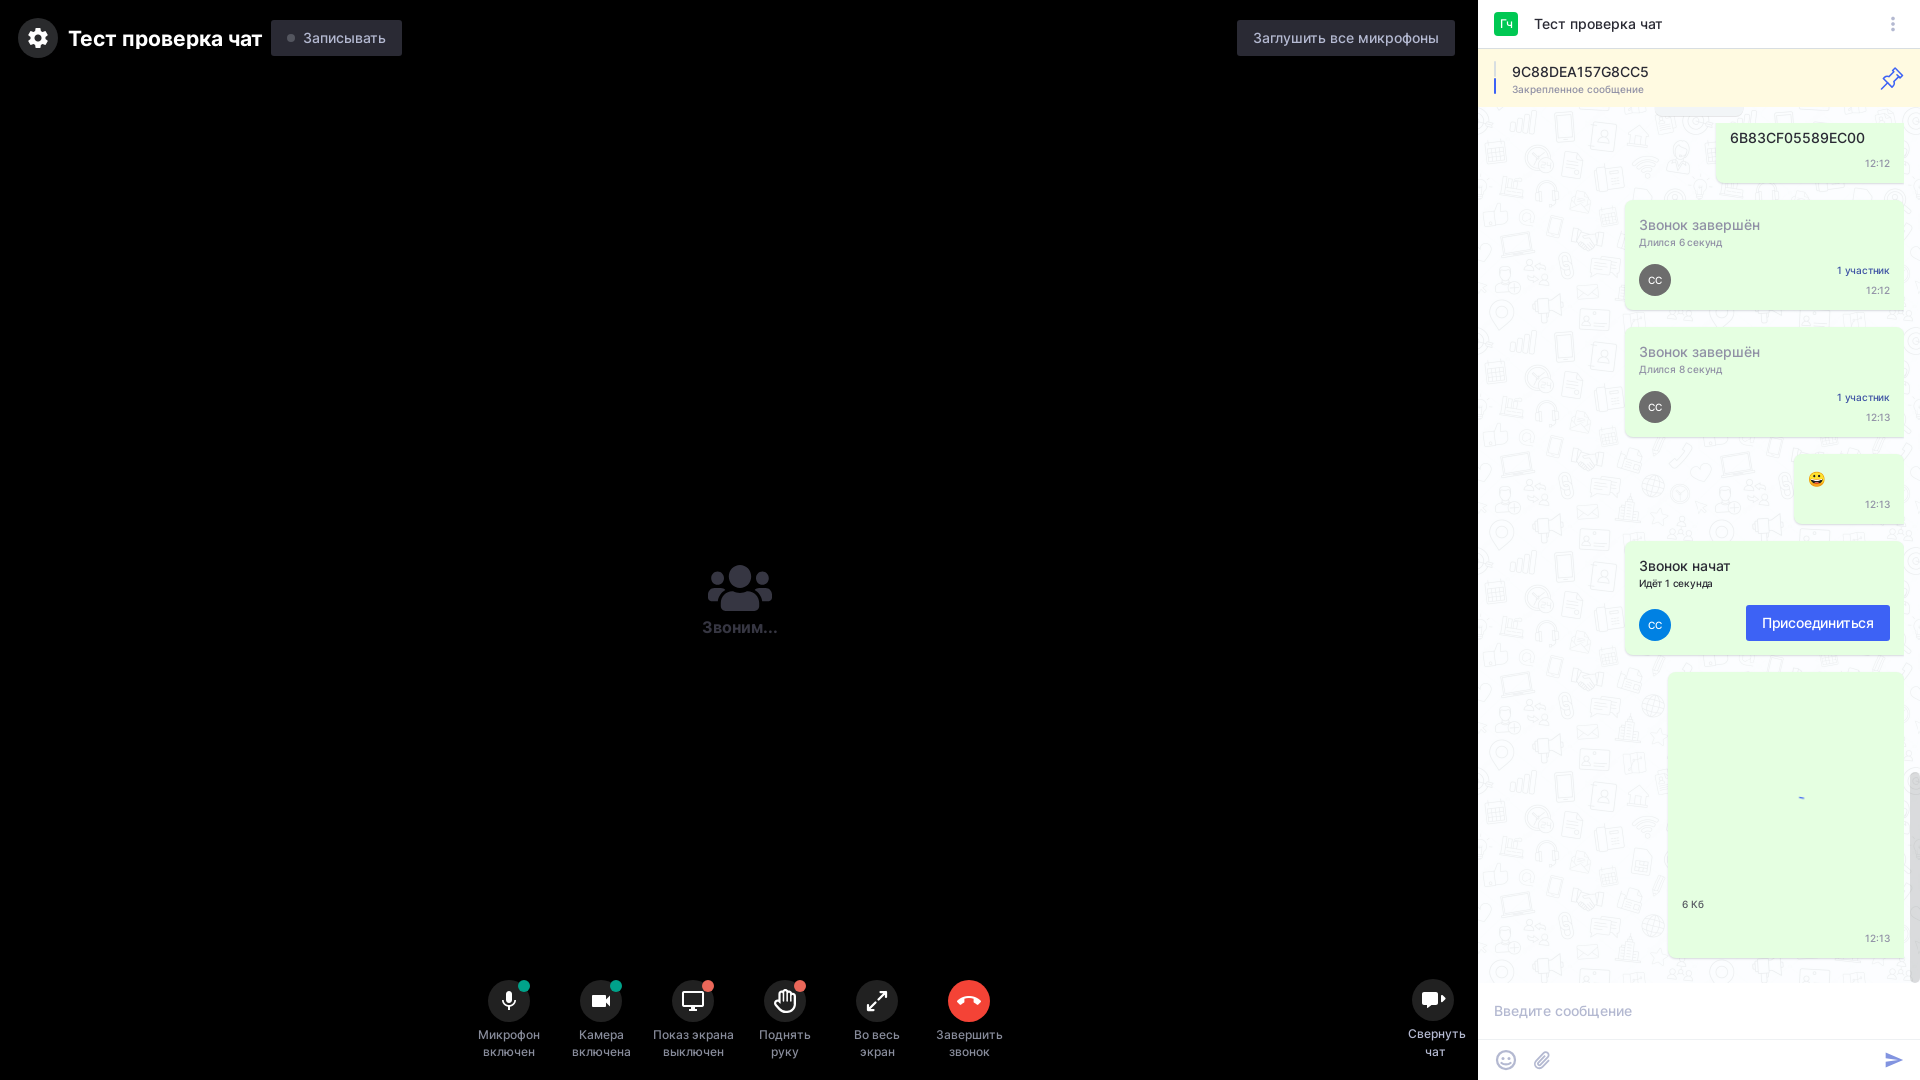 Тест проверка чат
Записывать
Заглушить все микрофоны
Звоним...
Микрофон
включен
Камера
включена
Показ экрана
выключен
Поднять
руку
Во весь
экран
Завершить
звонок
Свернуть
чат
Гч
Тест проверка чат
9C88DEA157G8CC5
Закрепленное сообщение
6B83CF05589EC00
12:12
Звонок завершён
Длился 6 секунд
СС
1 участник
12:12
Звонок завершён
Длился 8 секунд
СС
1 участник
12:13
12:13
Звонок начат
Идёт 1 секунда
СС
Присоединиться
6 Кб
12:13
Введите сообщение